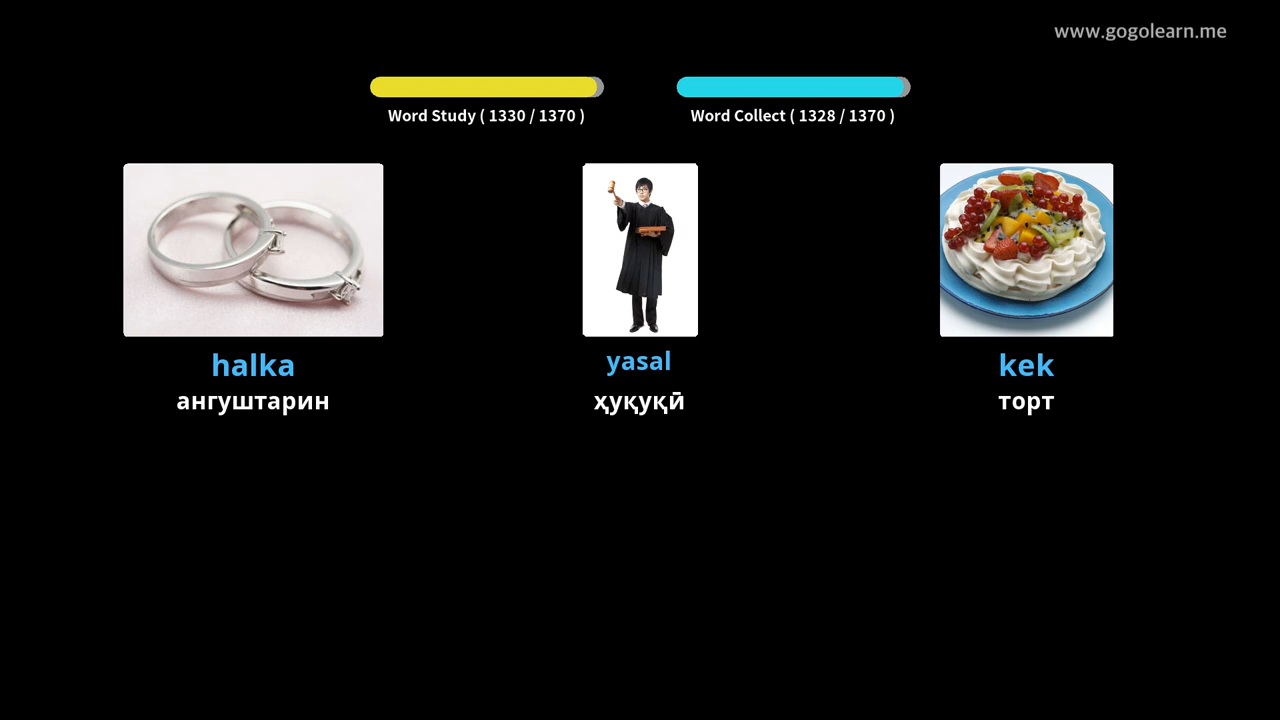 www.gogolearn.me
Word Study ( 1330 / 1370 )
Word Collect ( 1328 / 1370 )
halka
yasal
kek
ангуштарин
ҳуқуқӣ
торт